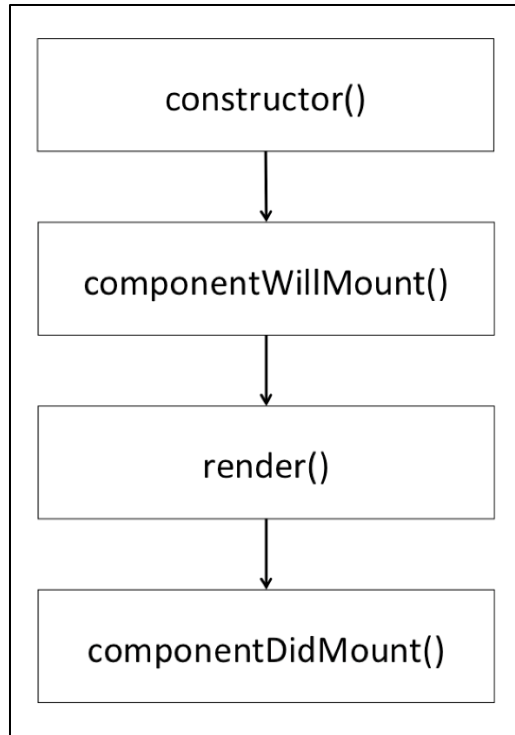 constructor()
componentWillMount()
render()
componentDidMount()